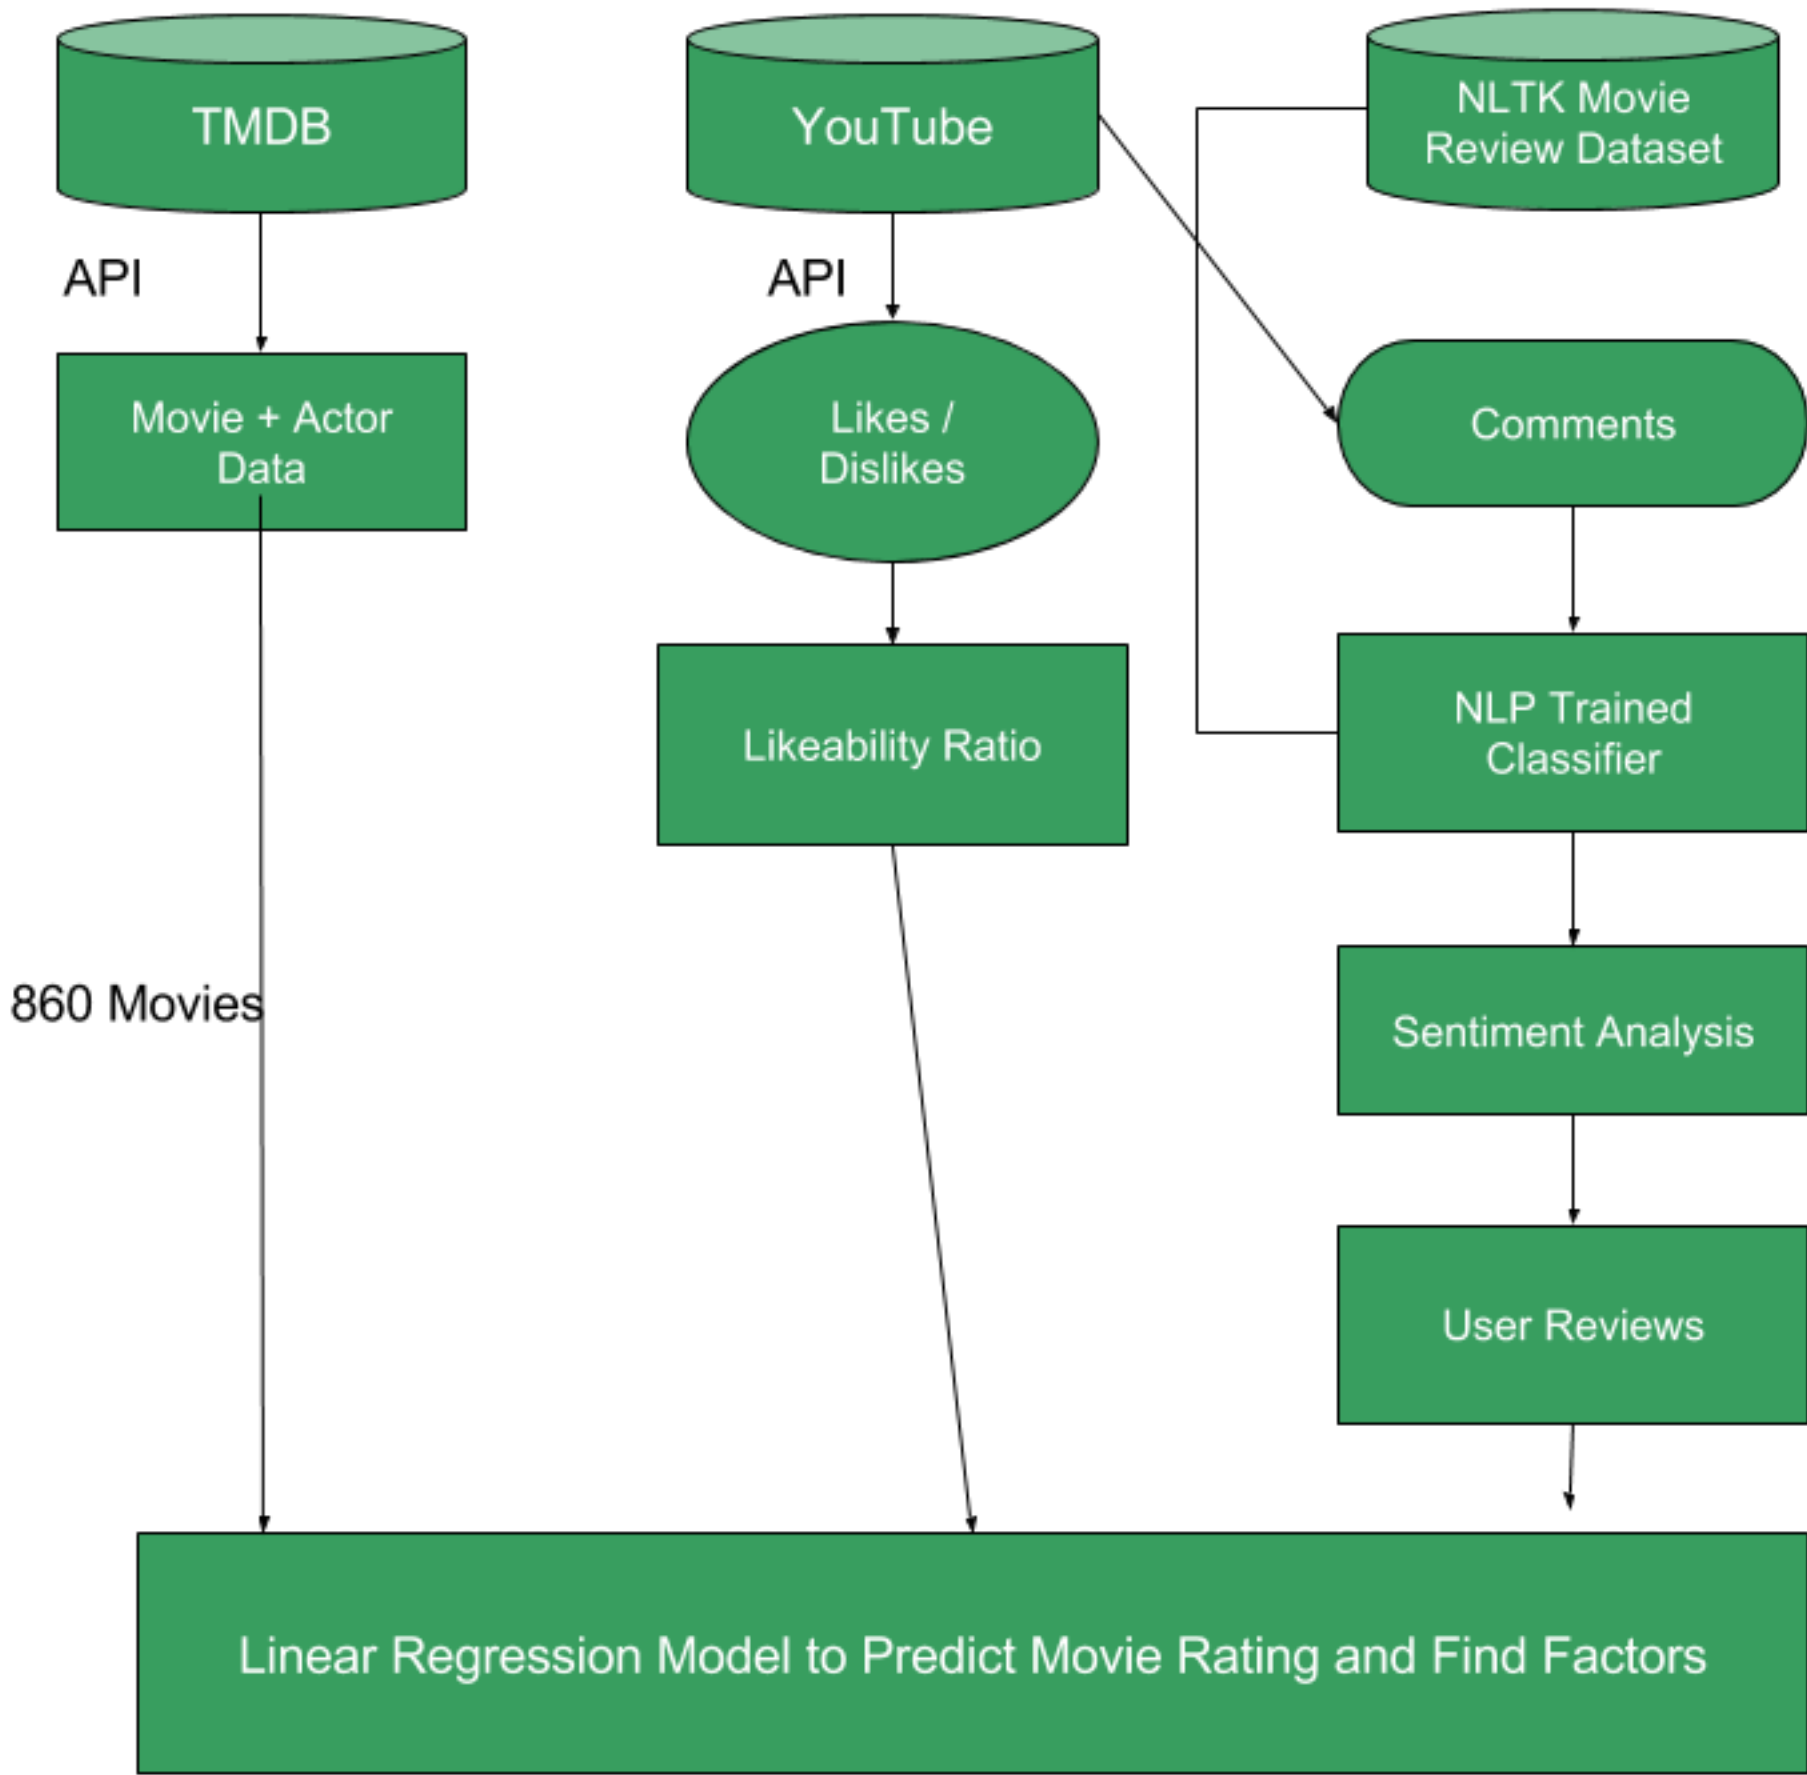 TMDB
YouTube
NLTK Movie
Review Dataset
API
API
Movie + Actor
Data
Likes /
Dislikes
Comments
Likeability Ratio
NLP Trained
Classifier
860 Movies
Sentiment Analysis
User Reviews
Linear Regression Model to Predict Movie Rating and Find Factors